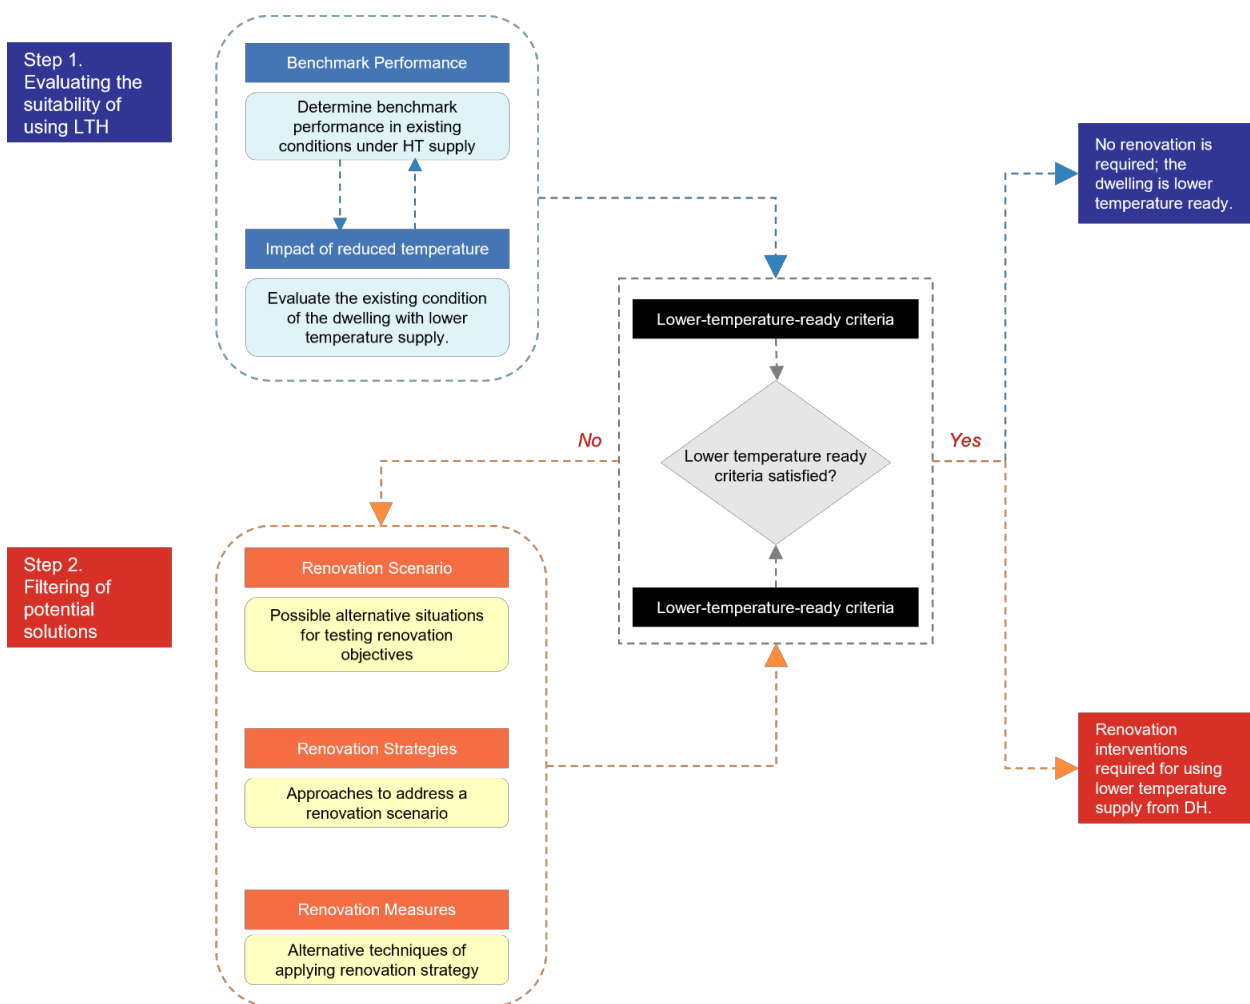 Step 1.
Evaluating the
suitability of
using LTH
Benchmark Performance
Determine benchmark
performance in existing
conditions under HT supply
Impact of reduced temperature
Evaluate the existing condition
of the dwelling with lower
temperature supply.
No renovation is
required; the
dwelling is lower
temperature ready.
Lower-temperature-ready criteria
Lower temperature ready
criteria satisfied?
No
Yes
Lower-temperature-ready criteria
Step 2.
Filtering of
potential
solutions
Renovation Scenario
Possible alternative situations
for testing renovation
objectives
Renovation Strategies
Approaches to address a
renovation scenario
Renovation Measures
Alternative techniques of
applying renovation strategy
Renovation
interventions
required for using
lower temperature
supply from DH.